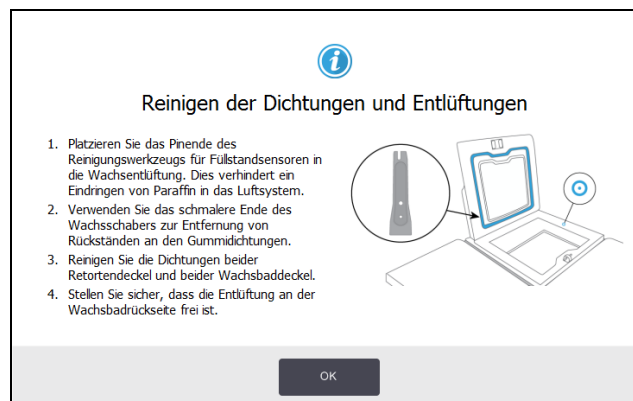 Reinigen der Dichtungen und Entlüftungen
1. Platzieren Sie das Pinende des
Reinigungswerkzeugs für Füllstandsensoren in
die Wachsentlüftung. Dies verhindert ein
Eindringen von Paraffin in das Luftsystem.
2. Verwenden Sie das schmalere Ende des
Wachsschabers zur Entfernung von
Rückständen an den Gummidichtungen.
3. Reinigen Sie die Dichtungen beider
Retortendeckel und beider Wachsbaddeckel.
4. Stellen Sie sicher, dass die Entlüftung an der
Wachsbadrückseite frei ist.
OK